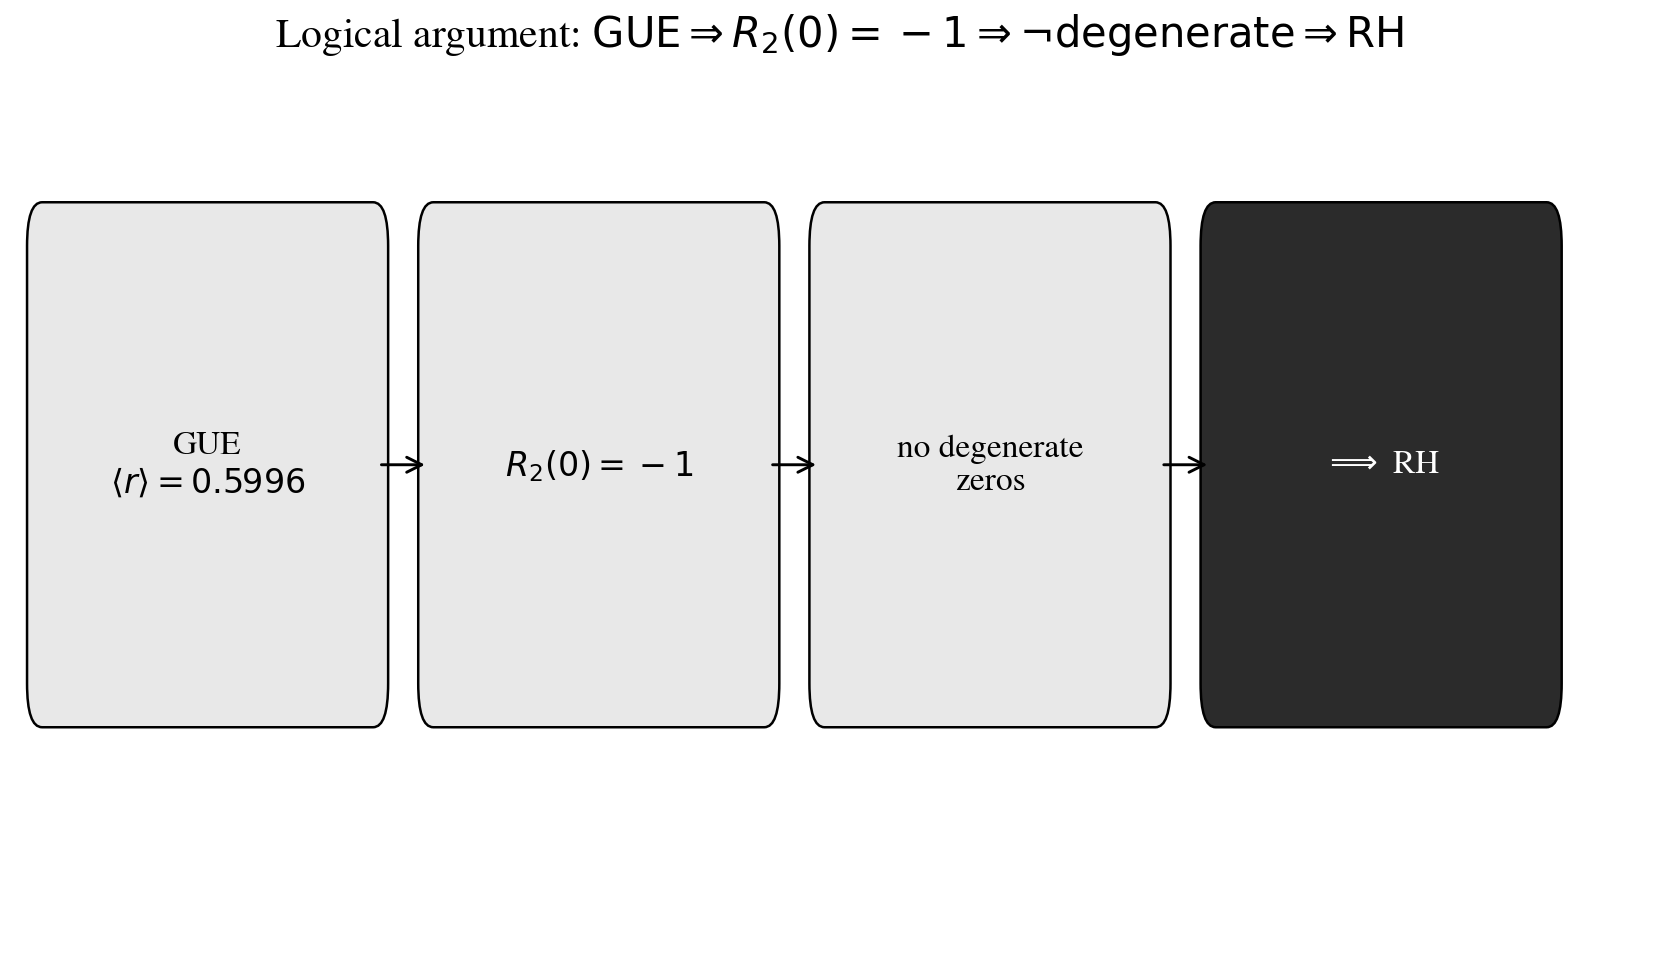 Logical argument: GUE ⇒ R₂(0) = −1 ⇒ ¬degenerate ⇒ RH
GUE
⟨r⟩ = 0.5996
R₂(0) = −1
no degenerate
zeros
⟹ RH